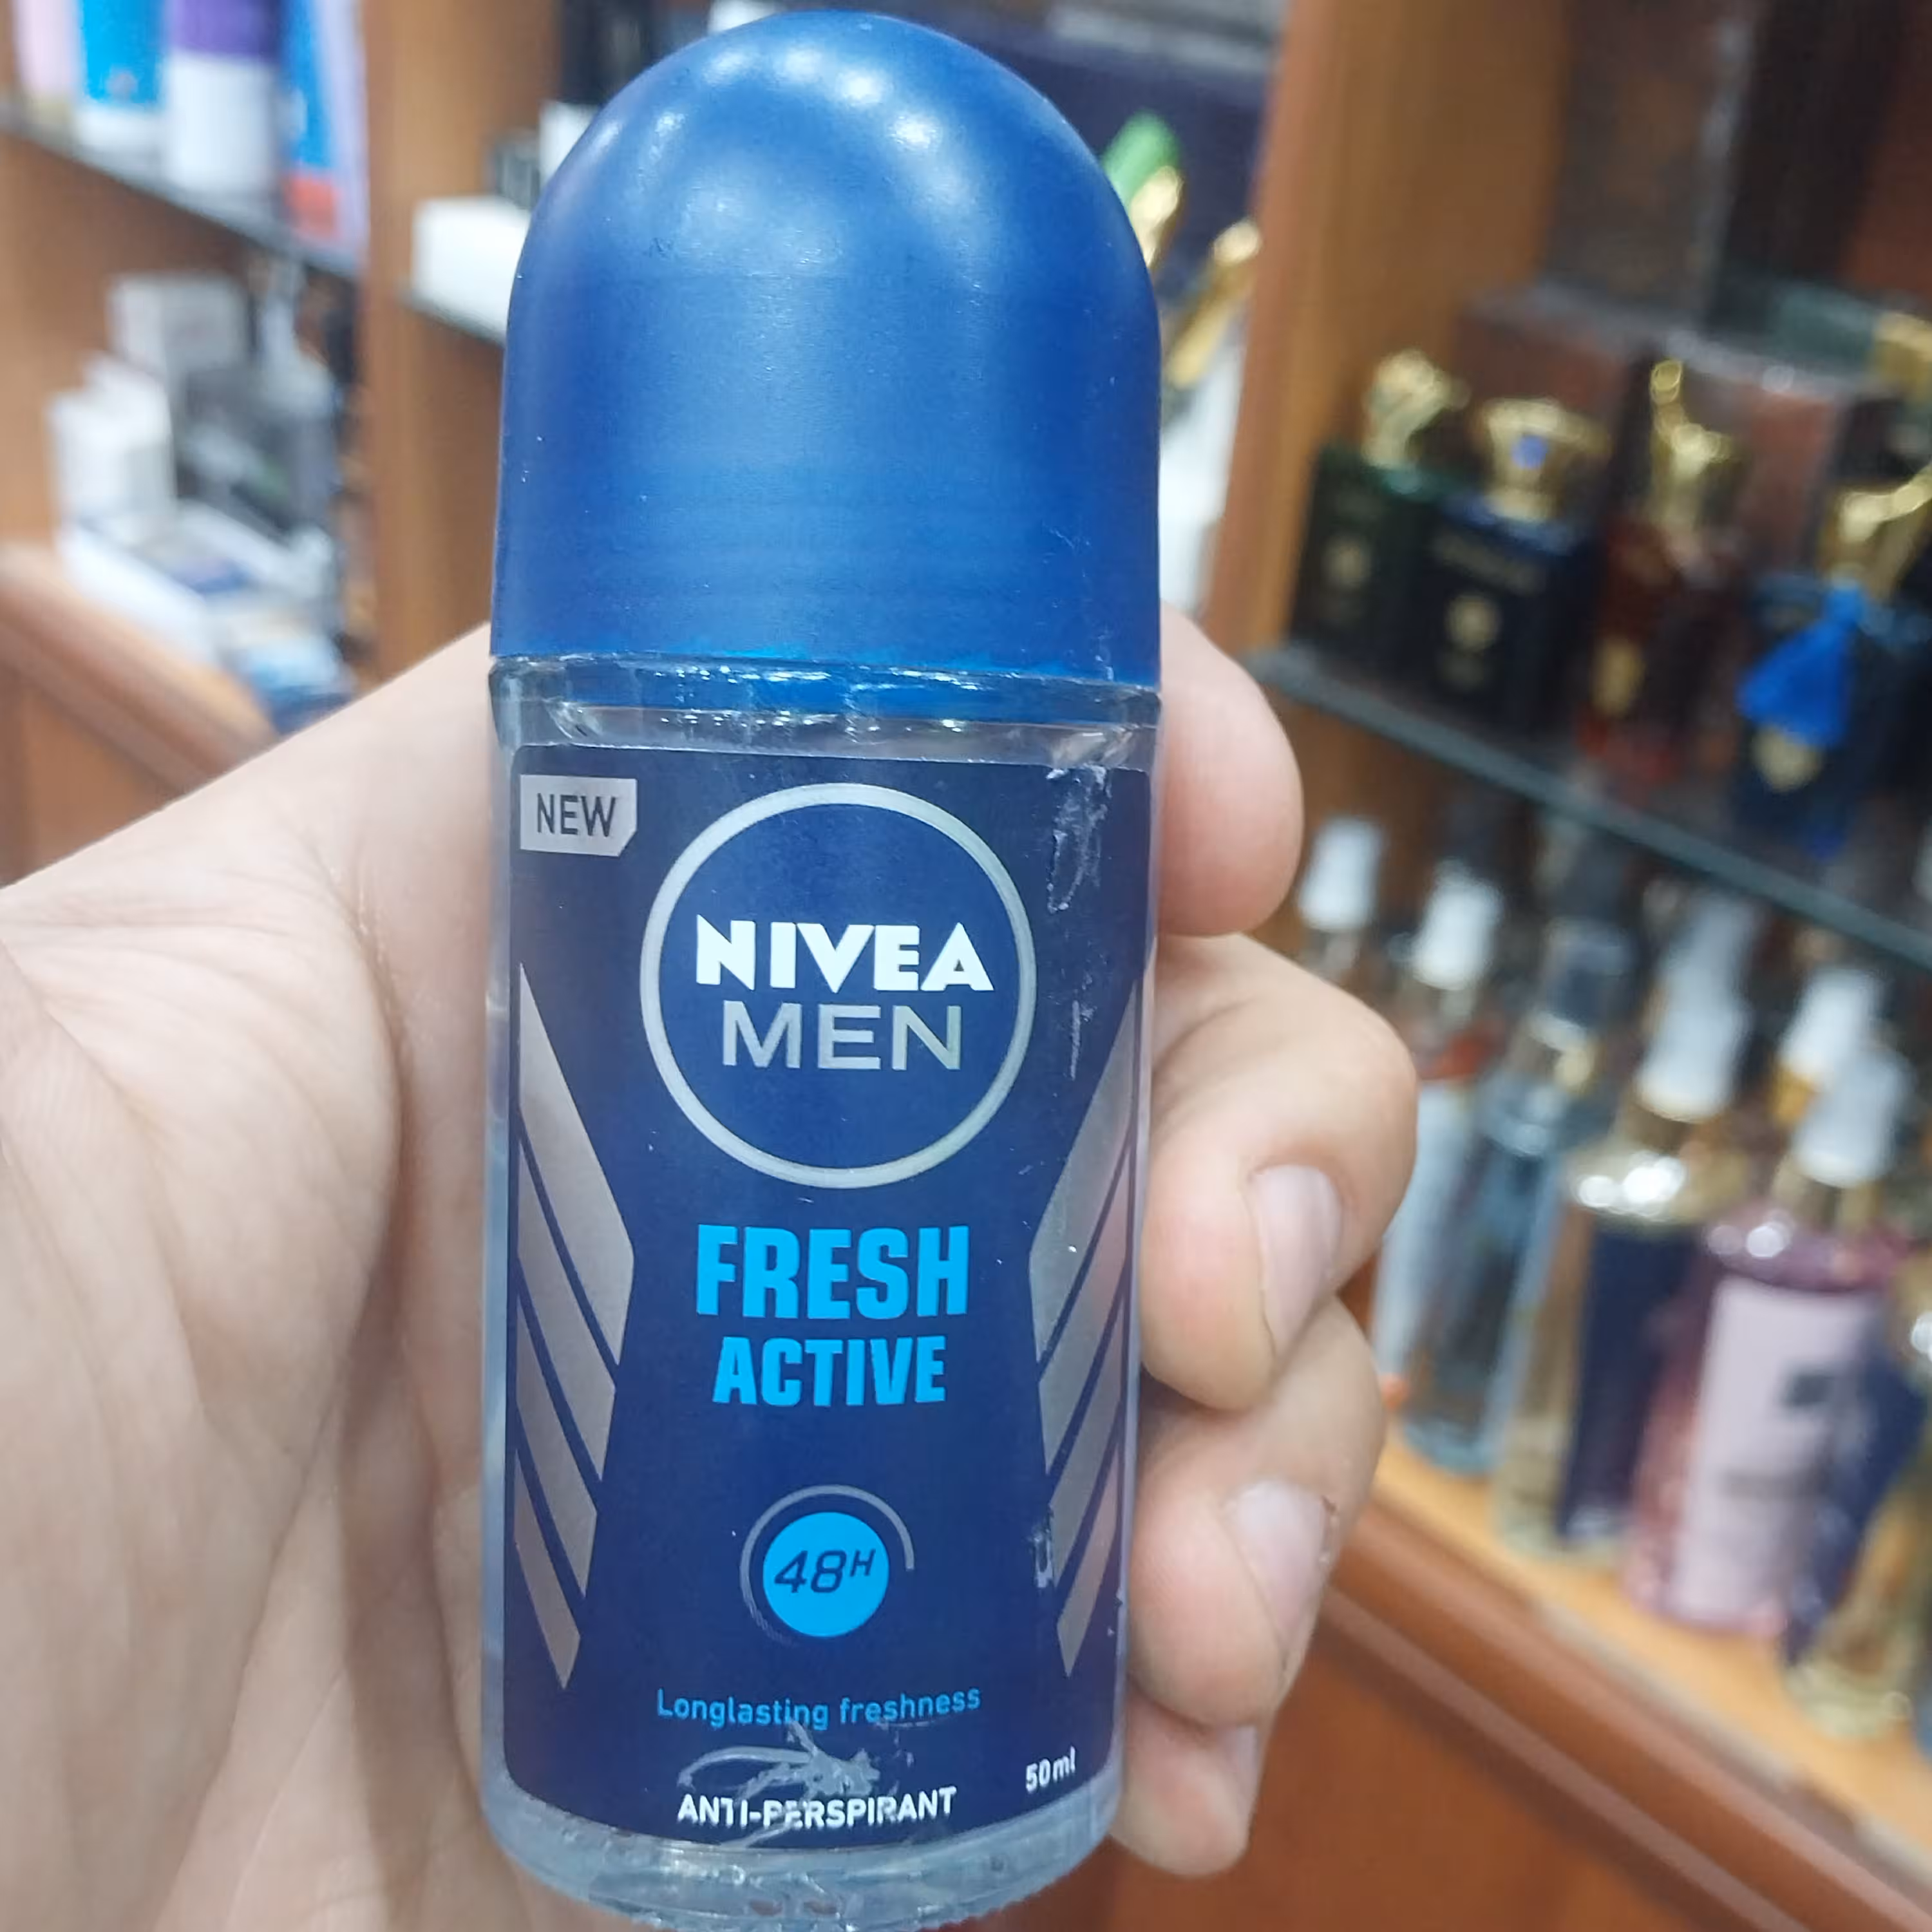 NEW
NIVEA
MEN
FRESH
ACTIVE
48H
Longlasting freshness
50ml
ANTI-PERSPIRANT